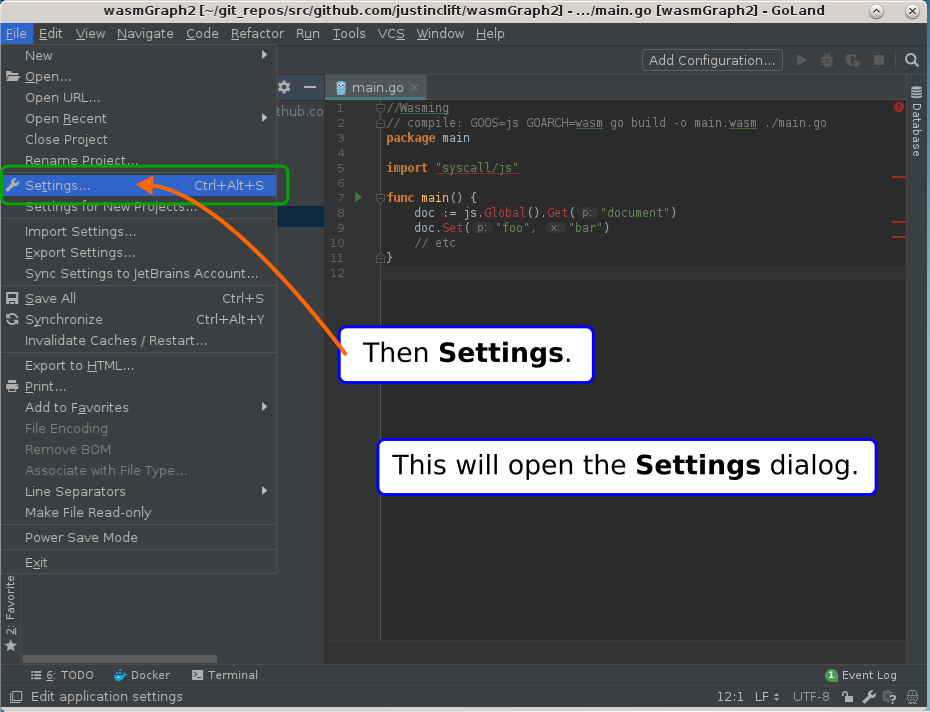 wasmGraph2 [~/git_repos/src/github.com/justinclift/wasmGraph2] - .../main.go [wasmGraph2] - GoLand
File Edit View Navigate Code Refactor Run Tools VCS Window Help
New
Open...
Open URL...
Open Recent
Close Project
Rename Project...
Settings... Ctrl+Alt+S
Settings for New Projects...
Import Settings...
Export Settings...
Sync Settings to JetBrains Account...
Save All Ctrl+S
Synchronize Ctrl+Alt+Y
Invalidate Caches / Restart...
Export to HTML...
Print...
Add to Favorites
File Encoding
Remove BOM
Associate with File Type...
Line Separators
Make File Read-only
Power Save Mode
Exit
Add Configuration...
thub.co
main.go
1 //Wasming
2 // compile: GOOS=js GOARCH=wasm go build -o main.wasm ./main.go
3 package main
4
5 import "syscall/js"
6
7 func main() {
8 doc := js.Global().Get( p: "document")
9 doc.Set( p: "foo", x: "bar")
10 // etc
11 }
12
Database
Then Settings.
This will open the Settings dialog.
2: Favorite
6: TODO Docker Terminal 1 Event Log
Edit application settings 12:1 LF UTF-8